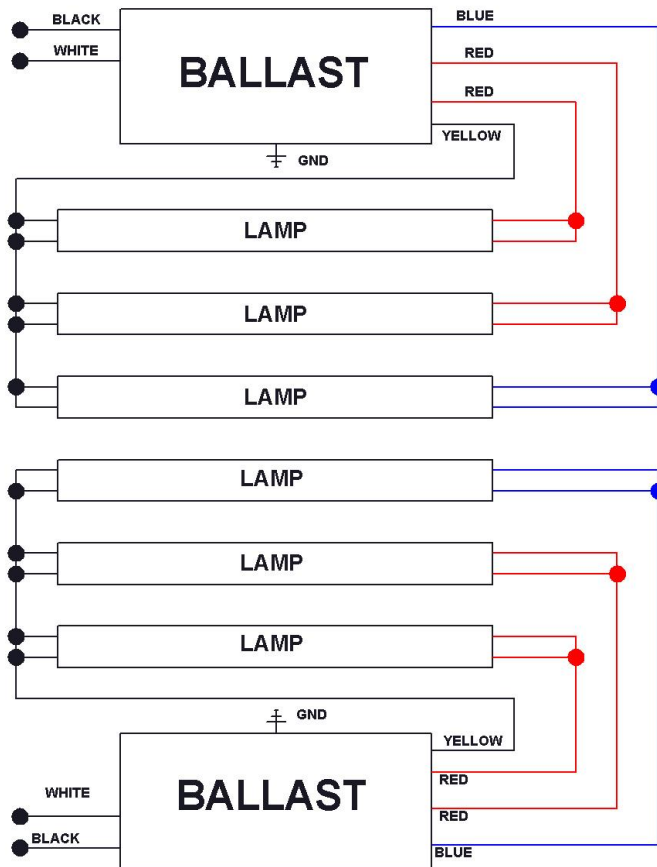 BLACK
BLUE
WHITE
BALLAST
RED
RED
YELLOW
GND
LAMP
LAMP
LAMP
LAMP
LAMP
LAMP
GND
YELLOW
WHITE
BALLAST
RED
RED
BLACK
BLUE